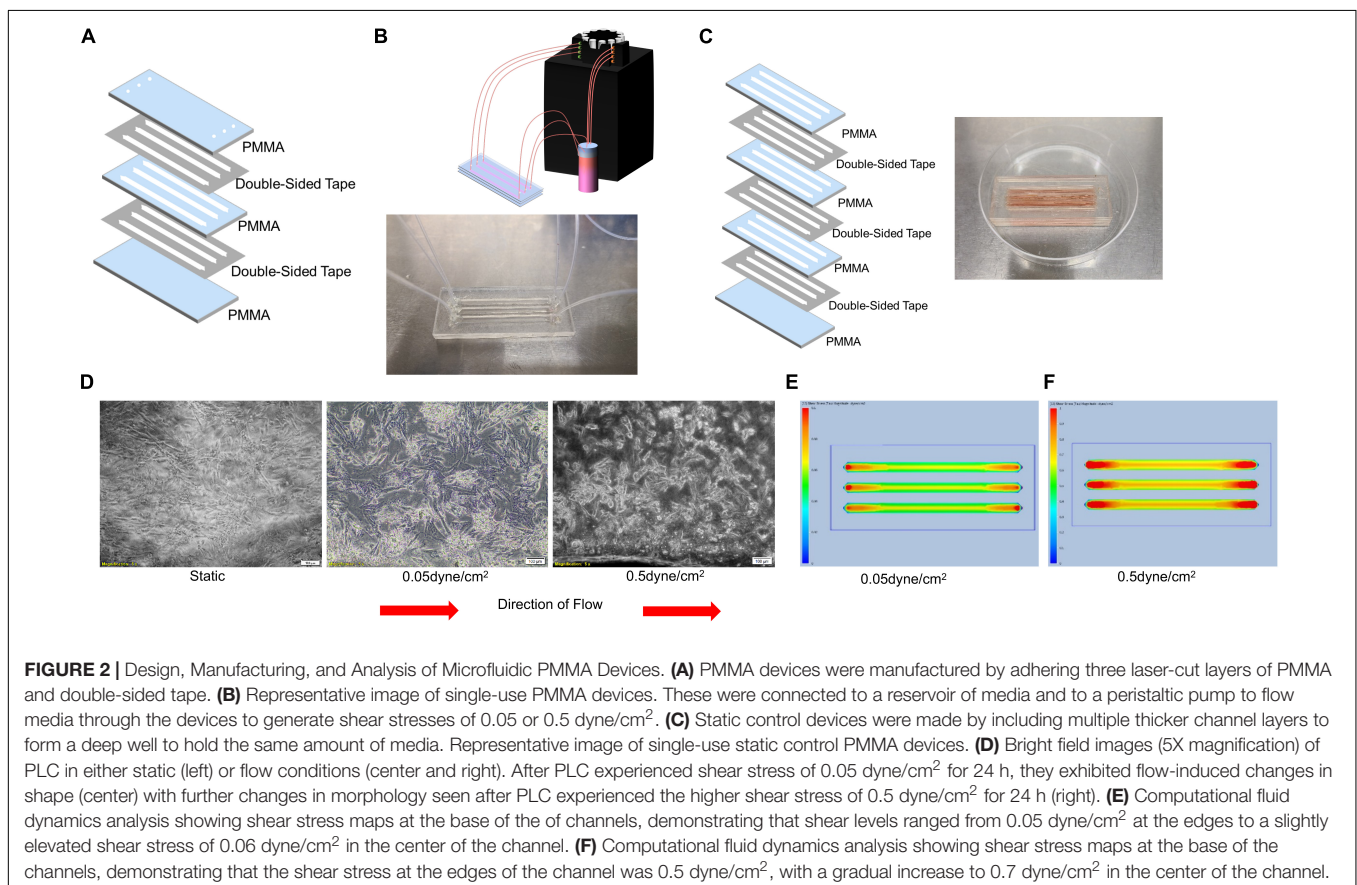 A
B
C
PMMA
Double-Sided Tape
PMMA
Double-Sided Tape
PMMA
PMMA
Double-Sided Tape
PMMA
Double-Sided Tape
PMMA
Double-Sided Tape
PMMA
D
E
F
Static
0.05dyne/cm²
0.5dyne/cm²
0.05dyne/cm²
0.5dyne/cm²
Direction of Flow
FIGURE 2 | Design, Manufacturing, and Analysis of Microfluidic PMMA Devices. (A) PMMA devices were manufactured by adhering three laser-cut layers of PMMA
and double-sided tape. (B) Representative image of single-use PMMA devices. These were connected to a reservoir of media and to a peristaltic pump to flow
media through the devices to generate shear stresses of 0.05 or 0.5 dyne/cm². (C) Static control devices were made by including multiple thicker channel layers to
form a deep well to hold the same amount of media. Representative image of single-use static control PMMA devices. (D) Bright field images (5X magnification) of
PLC in either static (left) or flow conditions (center and right). After PLC experienced shear stress of 0.05 dyne/cm² for 24 h, they exhibited flow-induced changes in
shape (center) with further changes in morphology seen after PLC experienced the higher shear stress of 0.5 dyne/cm² for 24 h (right). (E) Computational fluid
dynamics analysis showing shear stress maps at the base of the of channels, demonstrating that shear levels ranged from 0.05 dyne/cm² at the edges to a slightly
elevated shear stress of 0.06 dyne/cm² in the center of the channel. (F) Computational fluid dynamics analysis showing shear stress maps at the base of the
channels, demonstrating that the shear stress at the edges of the channel was 0.5 dyne/cm², with a gradual increase to 0.7 dyne/cm² in the center of the channel.